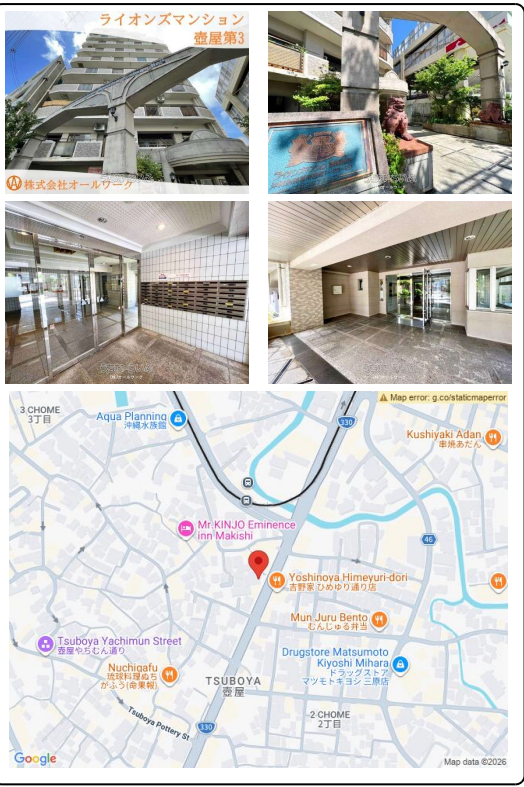 ライオンズマンション
壺屋第3
株式会社オールワーク
3 CHOME
3丁目
Aqua Planning
沖縄水族館
330
Map error: g.co/staticmaperror
Kushiyaki Adan
串焼あだん
Mr.KINJO Eminence
inn Makishi
46
Yoshinoya Himeyuri-dori
吉野家 ひめゆり通り店
Mun Juru Bento
むんじゅる弁当
Tsuboya Yachimun Street
壺屋やちむん通り
Drugstore Matsumoto
Kiyoshi Mihara
ドラッグストア
マツモトキヨシ 三原店
Nuchigafu
琉球料理ぬち
がふう(命果報)
TSUBOYA
壺屋
2 CHOME
2丁目
Tsuboya Pottery St
330
Google
Map data ©2026